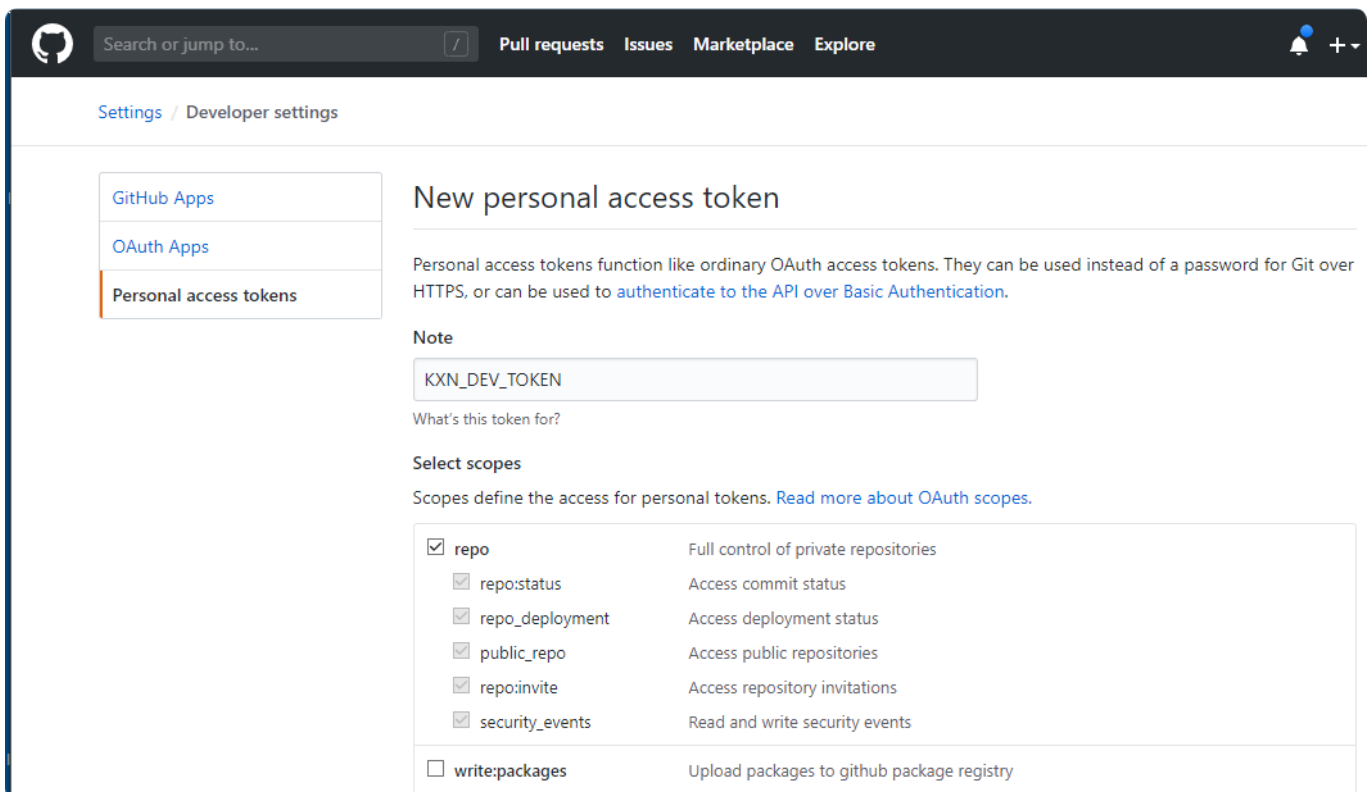 Search or jump to... /
Pull requests Issues Marketplace Explore
Settings / Developer settings
GitHub Apps
OAuth Apps
Personal access tokens
New personal access token
Personal access tokens function like ordinary OAuth access tokens. They can be used instead of a password for Git over
HTTPS, or can be used to authenticate to the API over Basic Authentication.
Note
KXN_DEV_TOKEN
What's this token for?
Select scopes
Scopes define the access for personal tokens. Read more about OAuth scopes.
repo Full control of private repositories
repo:status Access commit status
repo_deployment Access deployment status
public_repo Access public repositories
repo:invite Access repository invitations
security_events Read and write security events
write:packages Upload packages to github package registry